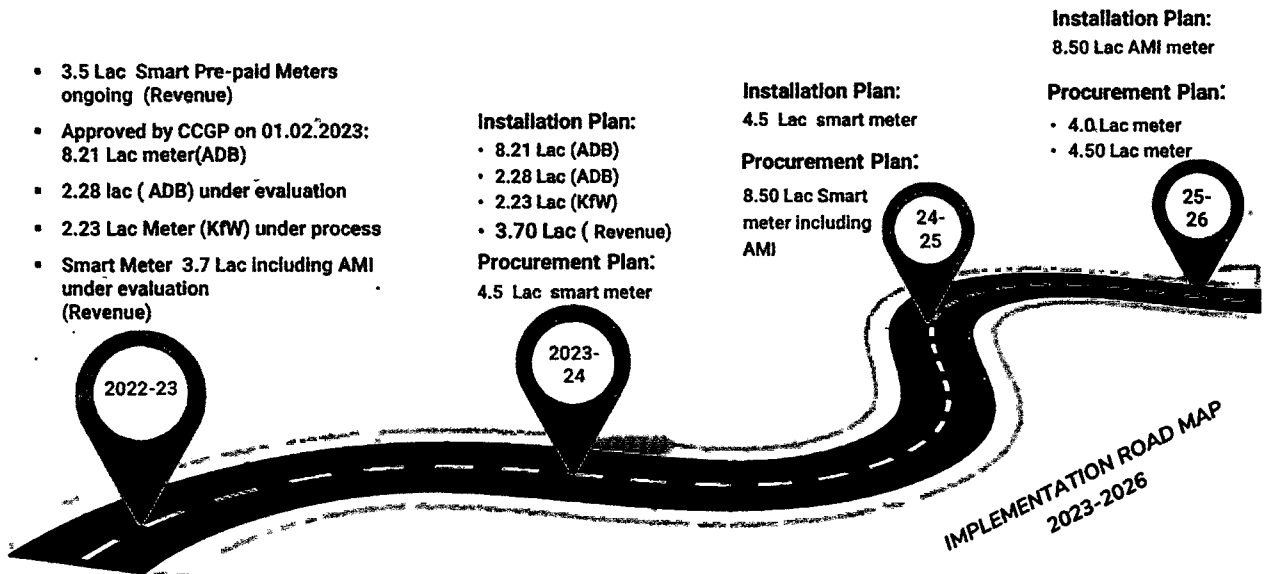 ▪ 3.5 Lac Smart Pre-paid Meters
ongoing (Revenue)
▪ Approved by CCGP on 01.02.2023:
8.21 Lac meter(ADB)
▪ 2.28 lac ( ADB) under evaluation
▪ 2.23 Lac Meter (KfW) under process
▪ Smart Meter 3.7 Lac including AMI
under evaluation
(Revenue)
2022-23
Installation Plan:
• 8.21 Lac (ADB)
• 2.28 Lac (ADB)
• 2.23 Lac (KfW)
• 3.70 Lac ( Revenue)
Procurement Plan:
4.5 Lac smart meter
2023-
24
Installation Plan:
4.5 Lac smart meter
Procurement Plan:
8.50 Lac Smart
meter including
AMI
24-
25
Installation Plan:
8.50 Lac AMI meter
Procurement Plan:
• 4.0 Lac meter
• 4.50 Lac meter
25-
26
IMPLEMENTATION ROAD MAP
2023-2026